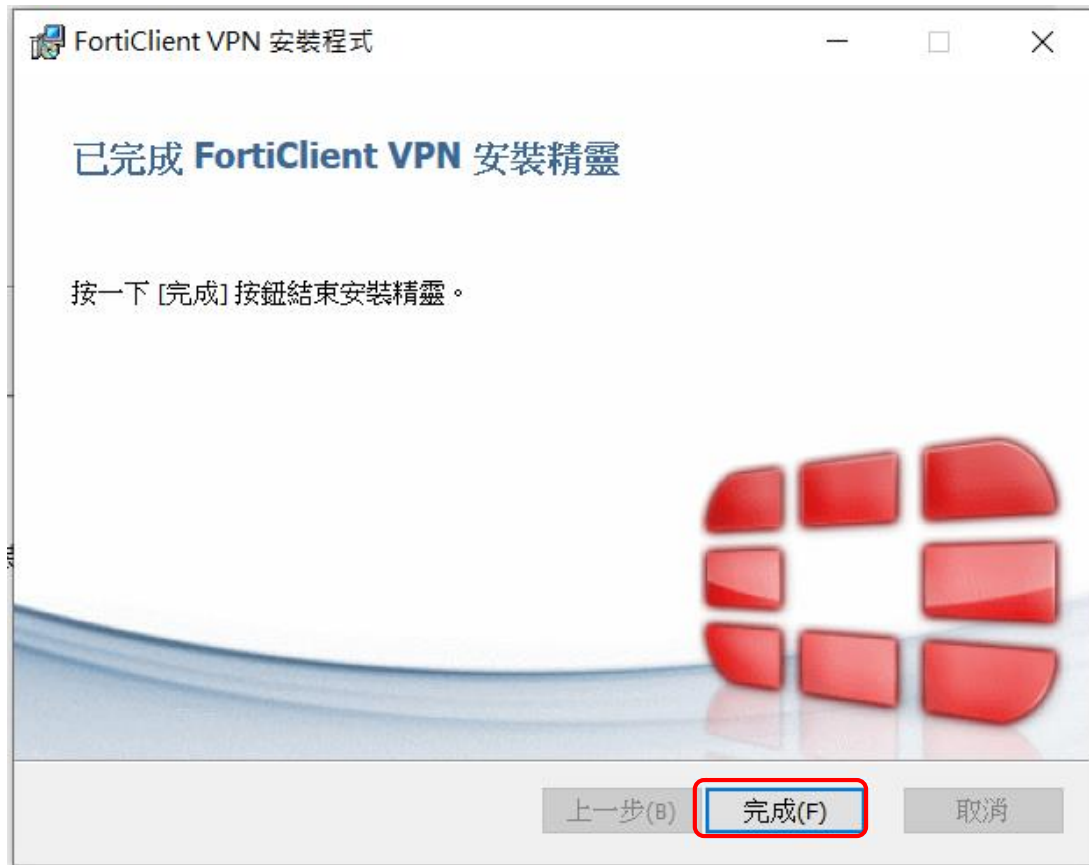 FortiClient VPN 安裝程式
已完成 FortiClient VPN 安裝精靈
按一下 [完成] 按鈕結束安裝精靈。
上一步(B) 完成(F) 取消